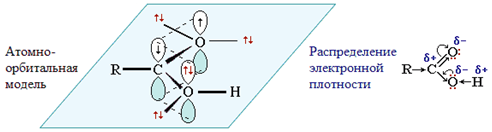 Атомно-
орбитальная
модель
↑↓ ↑
O ↑↓
R C ↓
↑↓
O H
↑↓ ↑↓
Распределение
электронной
плотности
δ−
O
δ+
R C δ− δ+
O H